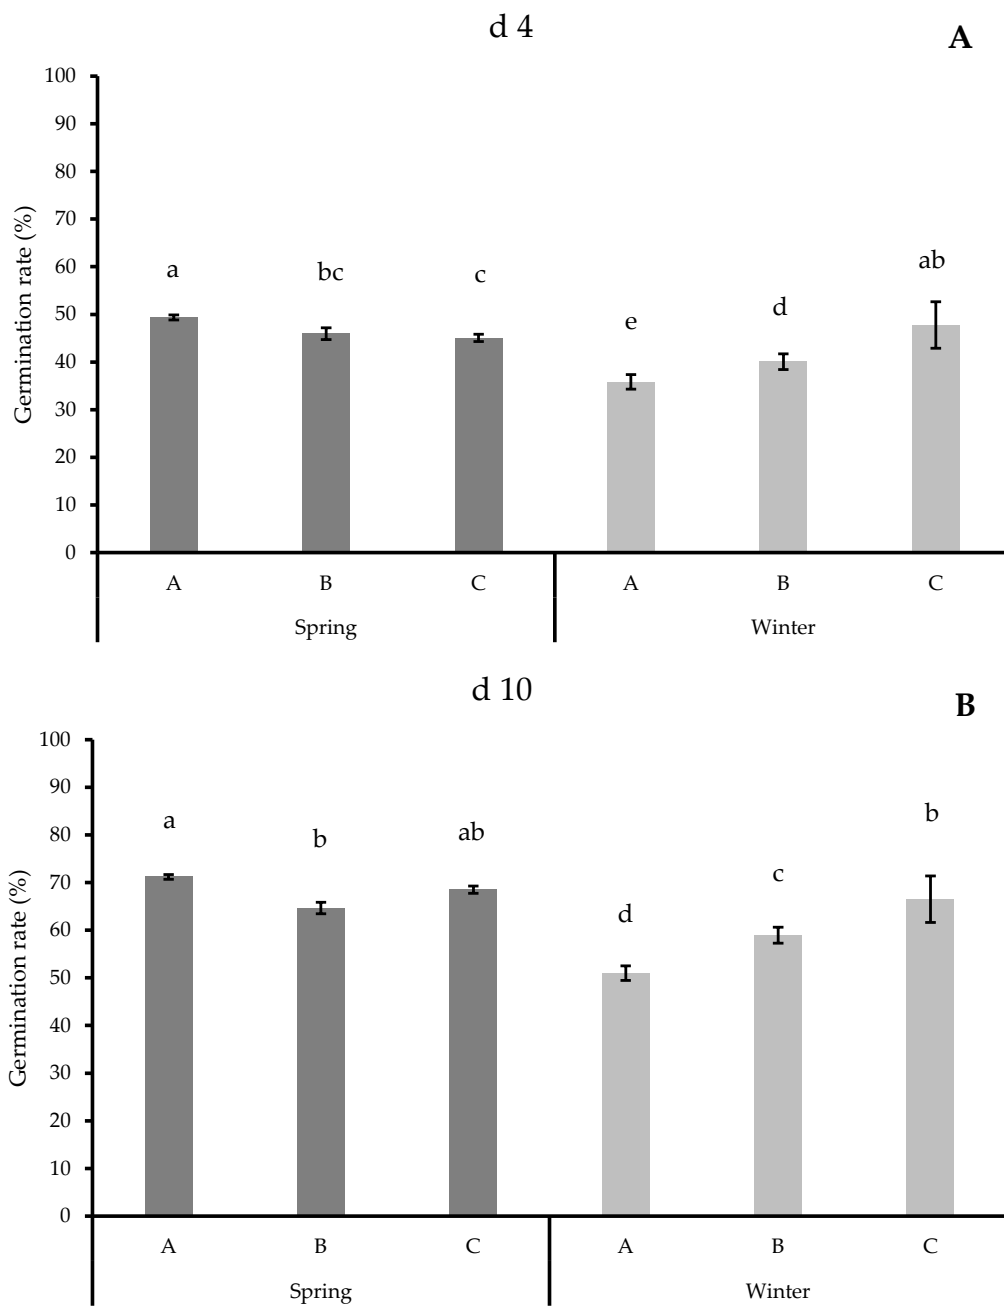 d 4
A
Germination rate (%)
100
90
80
70
60
50
40
30
20
10
0
a
bc
c
e
d
ab
A B C A B C
Spring Winter
d 10
B
Germination rate (%)
100
90
80
70
60
50
40
30
20
10
0
a
b
ab
d
c
b
A B C A B C
Spring Winter